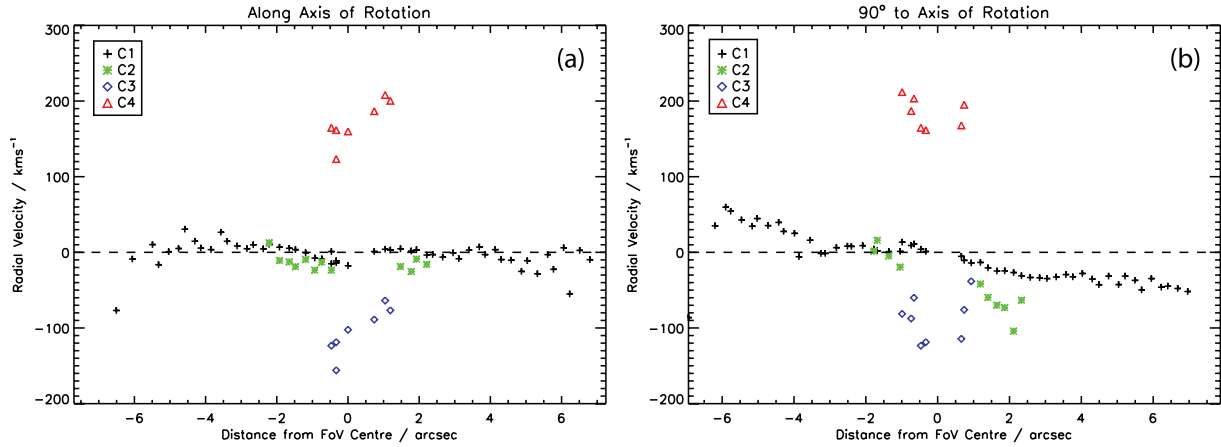 Along Axis of Rotation
300
200
100
0
−100
−200
Radial Velocity / kms⁻¹
C1
C2
C3
C4
(a)
−6 −4 −2 0 2 4 6
Distance from FoV Centre / arcsec
90° to Axis of Rotation
300
200
100
0
−100
−200
Radial Velocity / kms⁻¹
C1
C2
C3
C4
(b)
−6 −4 −2 0 2 4 6
Distance from FoV Centre / arcsec